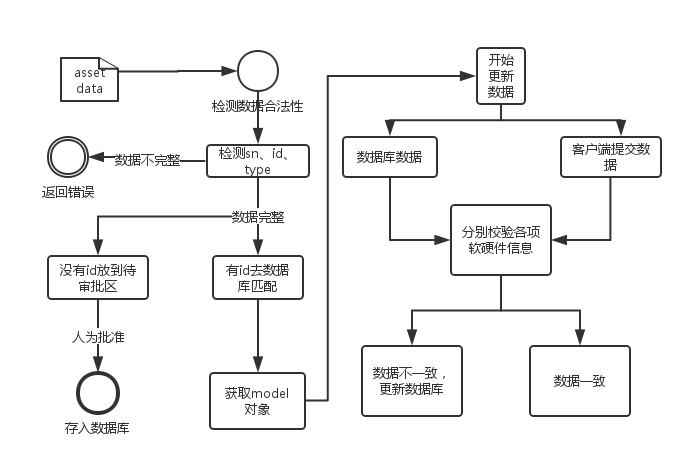 asset
data
检测数据合法性
检测sn、id、
type
数据不完整
返回错误
数据完整
没有id放到待
审批区
有id去数据
库匹配
人为批准
存入数据库
获取model
对象
开始
更新
数据
数据库数据
客户端提交数
据
分别校验各项
软硬件信息
数据不一致，
更新数据库
数据一致